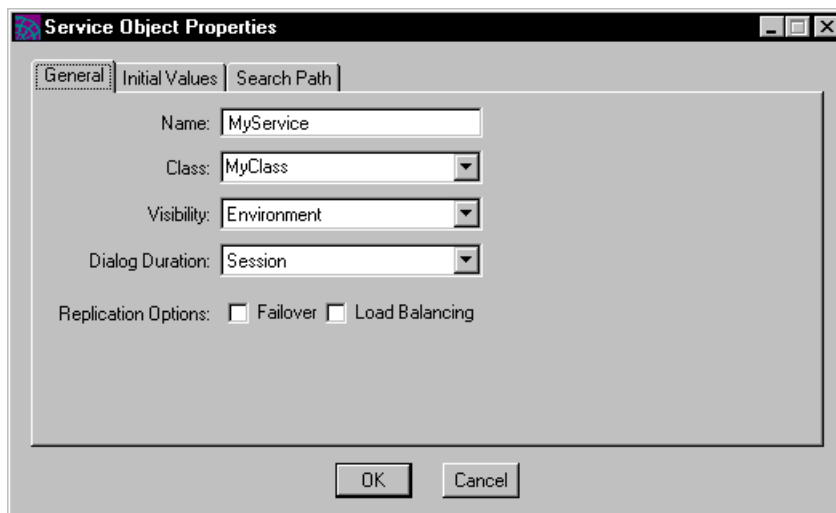 Service Object Properties
General Initial Values Search Path
Name: MyService
Class: MyClass
Visibility: Environment
Dialog Duration: Session
Replication Options: Failover Load Balancing
OK Cancel